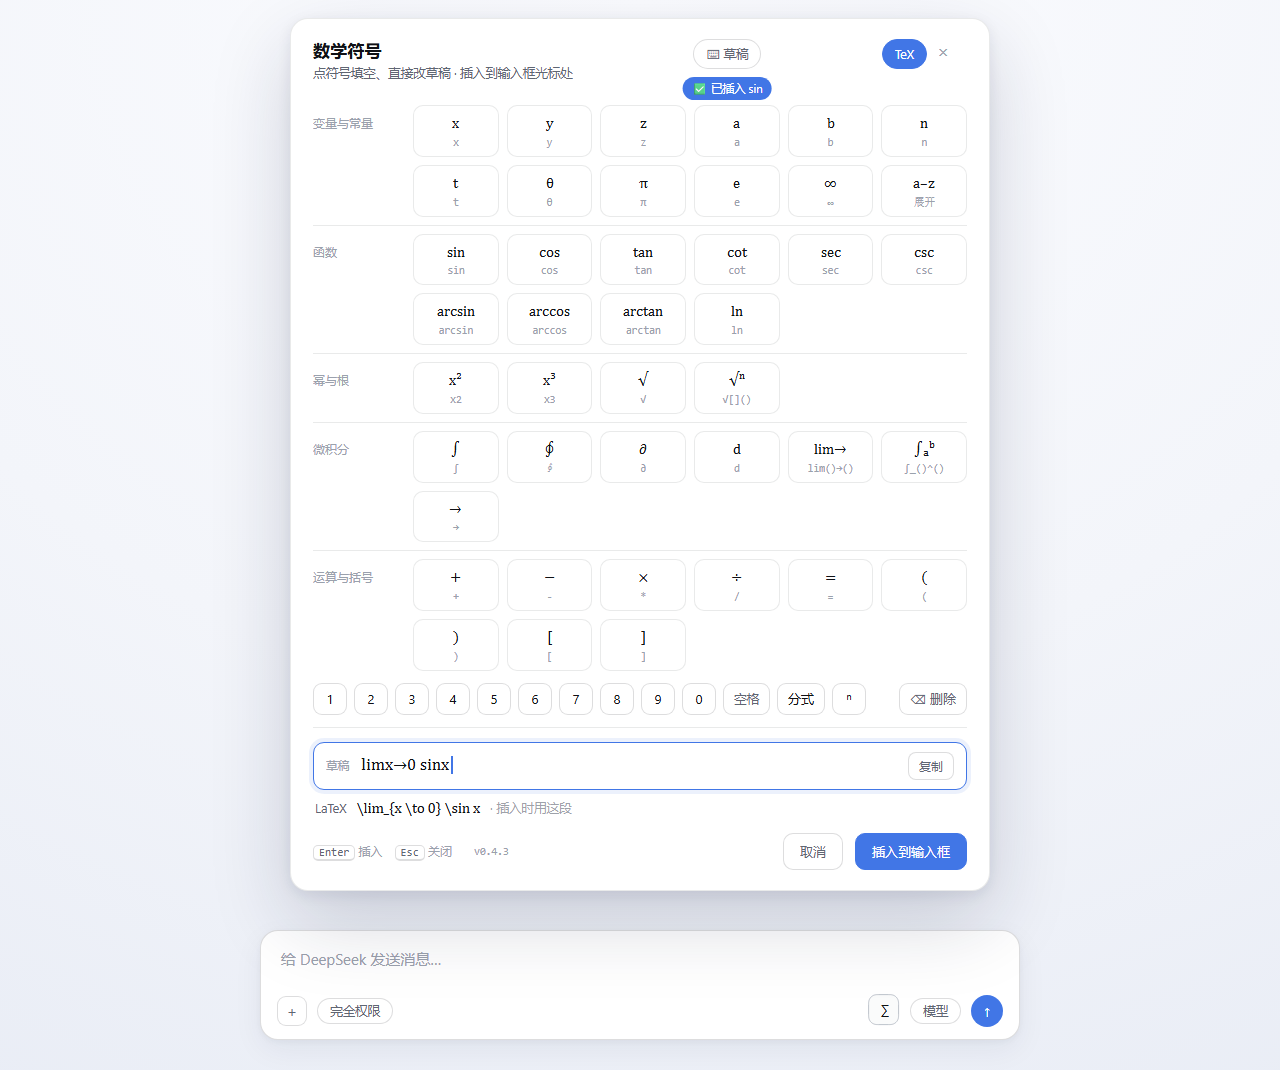 数学符号
⌨ 草稿
TeX ×
点符号填空、直接改草稿 · 插入到输入框光标处
✅ 已插入 sin
变量与常量
x y z a b n
x y z a b n
t θ π e ∞ a–z
t θ π e ∞ 展开
函数
sin cos tan cot sec csc
sin cos tan cot sec csc
arcsin arccos arctan ln
arcsin arccos arctan ln
幂与根
x² x³ √ √ⁿ
x2 x3 √ √[]()
微积分
∫ ∮ ∂ d lim→ ∫ₐᵇ
∫ ∮ ∂ d lim()→() ∫_()^()
→
→
运算与括号
+ − × ÷ = (
+ - * / = (
) [ ]
) [ ]
1 2 3 4 5 6 7 8 9 0 空格 分式 ⁿ ⌫ 删除
草稿 limx→0 sinx 复制
LaTeX \lim_{x \to 0} \sin x · 插入时用这段
Enter 插入 Esc 关闭 v0.4.3 取消 插入到输入框
给 DeepSeek 发送消息...
+ 完全权限 ∑ 模型 ↑